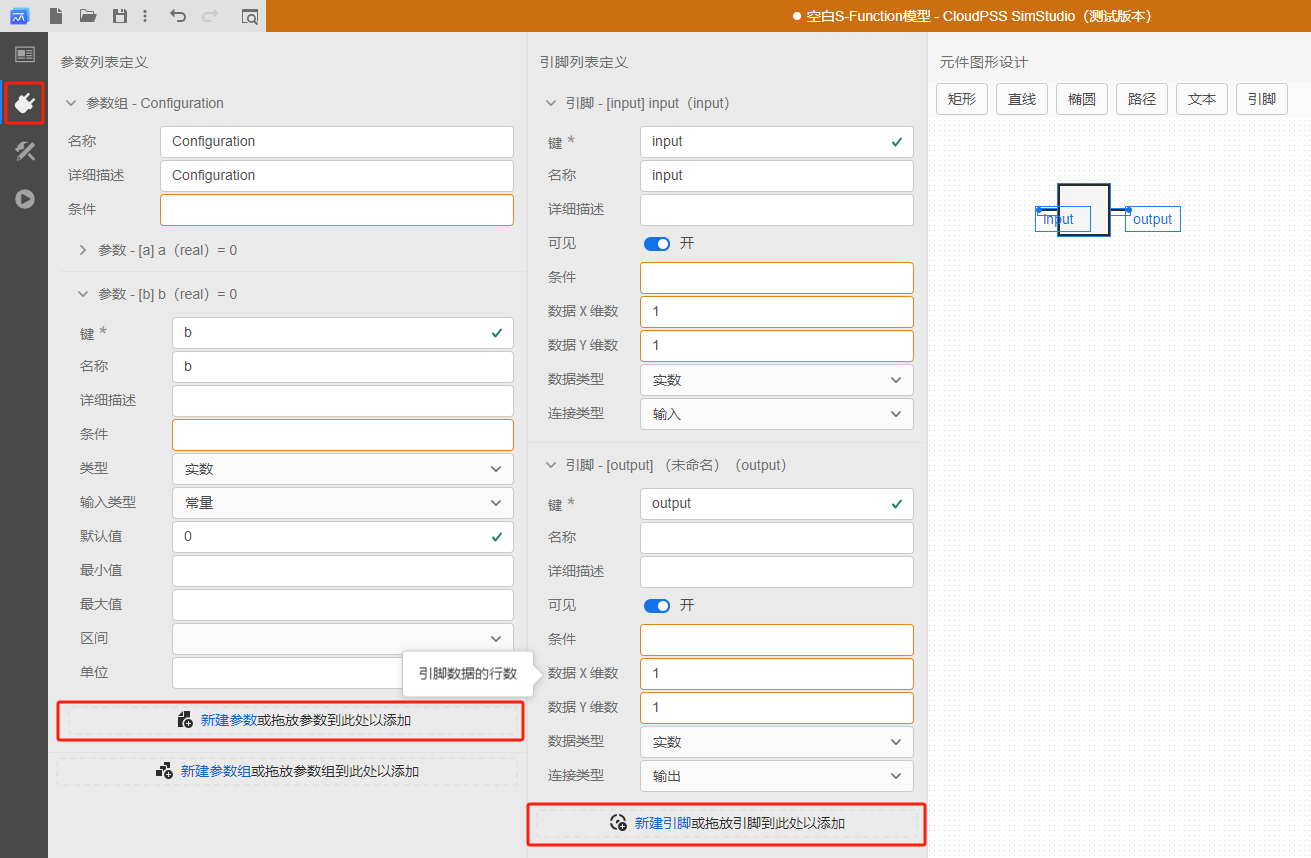 空白S-Function模型 - CloudPSS SimStudio（测试版本）
参数列表定义
参数组 - Configuration
名称
Configuration
详细描述
Configuration
条件
参数 - [a] a（real）= 0
参数 - [b] b（real）= 0
键 *
b
名称
b
详细描述
条件
类型
实数
输入类型
常量
默认值
0
最小值
最大值
区间
单位
新建参数或拖放参数到此处以添加
新建参数组或拖放参数组到此处以添加
引脚列表定义
引脚 - [input] input（input）
键 *
input
名称
input
详细描述
可见
开
条件
数据 X 维数
1
数据 Y 维数
1
数据类型
实数
连接类型
输入
引脚 - [output] （未命名）（output）
键 *
output
名称
详细描述
可见
开
条件
引脚数据的行数
数据 X 维数
1
数据 Y 维数
1
数据类型
实数
连接类型
输出
新建引脚或拖放引脚到此处以添加
元件图形设计
矩形
直线
椭圆
路径
文本
引脚
input
output